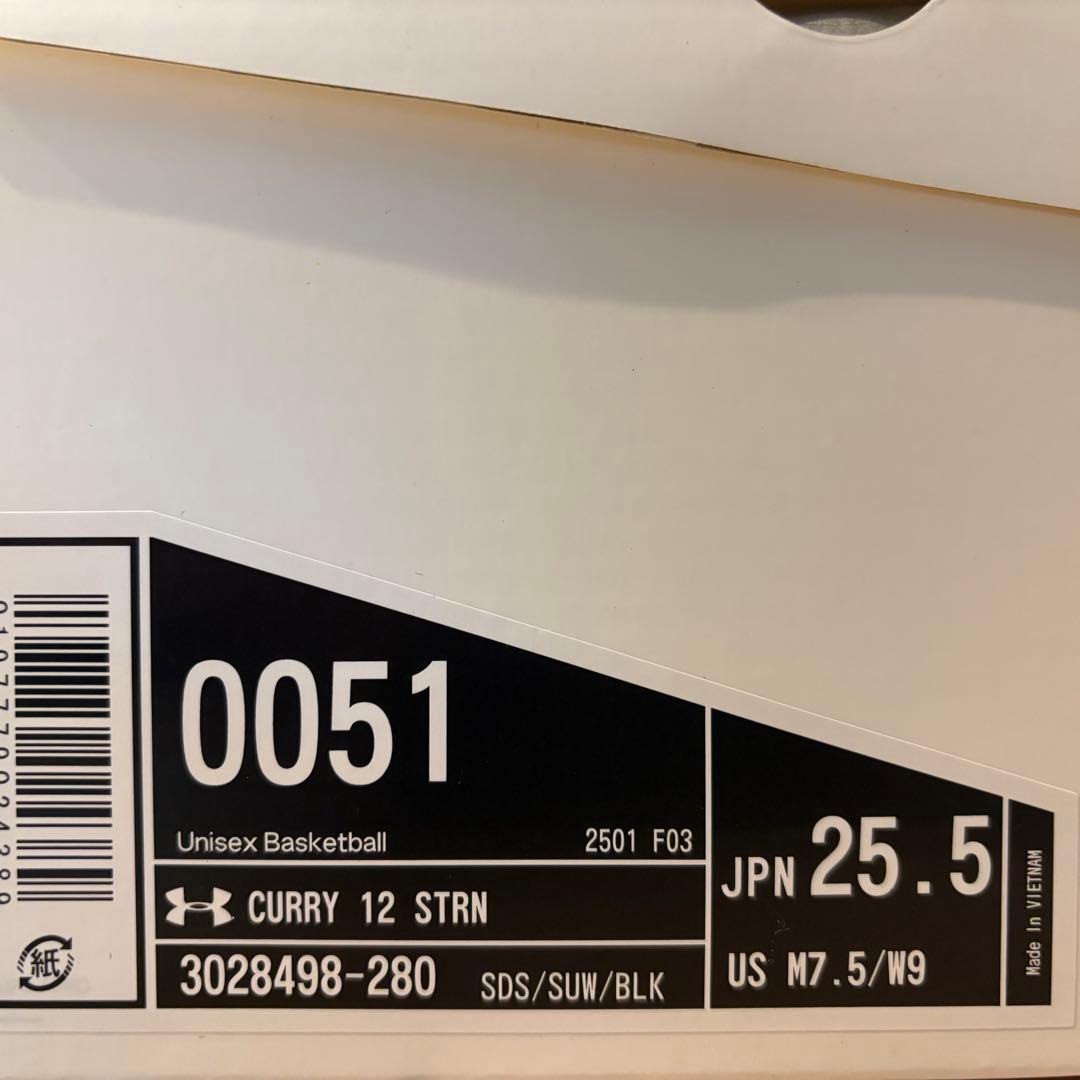 紙
0051
Unisex Basketball 2501 F03
CURRY 12 STRN
3028498-280 SDS/SUW/BLK
JPN 25.5
US M7.5/W9
Made In VIETNAM